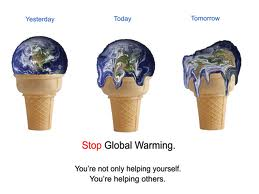 Yesterday Today Tomorrow
Stop Global Warming.
You're not only helping yourself.
You're helping others.